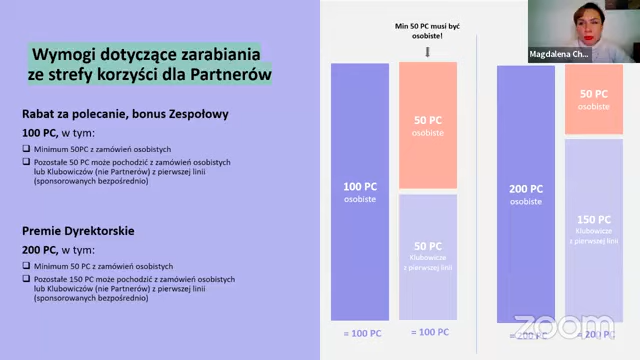 Wymogi dotyczące zarabiania
ze strefy korzyści dla Partnerów
Rabat za polecanie, bonus Zespołowy
100 PC, w tym:
Minimum 50PC z zamówień osobistych
Pozostałe 50 PC może pochodzić z zamówień osobistych
lub Klubowiczów (nie Partnerów) z pierwszej linii
(sponsorowanych bezpośrednio)
Premie Dyrektorskie
200 PC, w tym:
Minimum 50 PC z zamówień osobistych
Pozostałe 150 PC może pochodzić z zamówień osobistych
lub Klubowiczów (nie Partnerów) z pierwszej linii
(sponsorowanych bezpośrednio)
Min 50 PC musi być
osobiste!
100 PC
osobiste
50 PC
osobiste
50 PC
Klubowicze
z pierwszej linii
= 100 PC
= 100 PC
200 PC
osobiste
50 PC
osobiste
150 PC
Klubowicze
z pierwszej linii
= 200 PC
= 200 PC
Magdalena Ch...
zoom